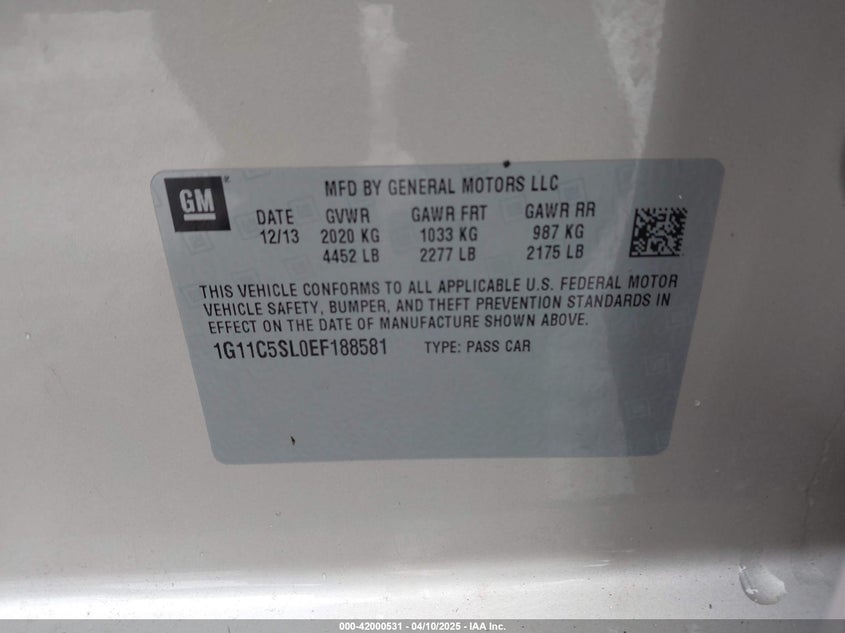 GM
MFD BY GENERAL MOTORS LLC
DATE GVWR GAWR FRT GAWR RR
12/13 2020 KG 1033 KG 987 KG
4452 LB 2277 LB 2175 LB
THIS VEHICLE CONFORMS TO ALL APPLICABLE U.S. FEDERAL MOTOR
VEHICLE SAFETY, BUMPER, AND THEFT PREVENTION STANDARDS IN
EFFECT ON THE DATE OF MANUFACTURE SHOWN ABOVE.
1G11C5SL0EF188581 TYPE: PASS CAR
000-42000531 - 04/10/2025 - IAA Inc.